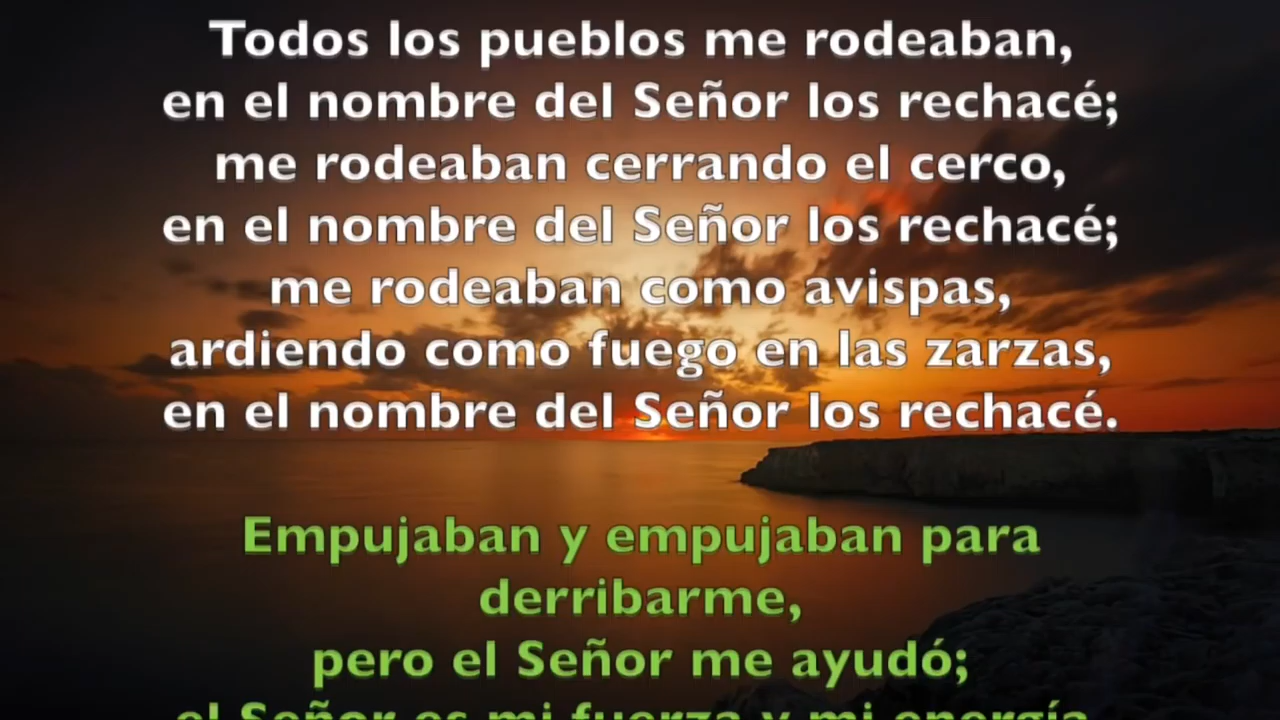 Todos los pueblos me rodeaban,
en el nombre del Señor los rechacé;
me rodeaban cerrando el cerco,
en el nombre del Señor los rechacé;
me rodeaban como avispas,
ardiendo como fuego en las zarzas,
en el nombre del Señor los rechacé.
Empujaban y empujaban para
derribarme,
pero el Señor me ayudó;
el Señor es mi fuerza y mi energía